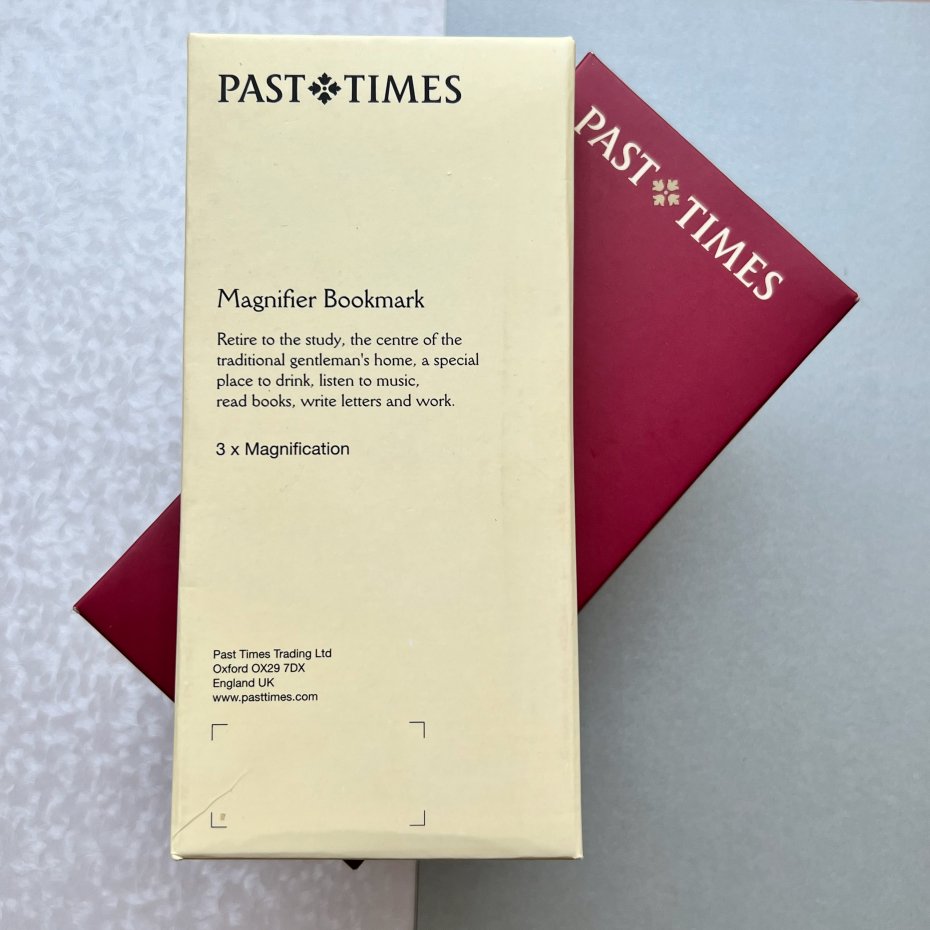 PAST TIMES
Magnifier Bookmark
Retire to the study, the centre of the
traditional gentleman's home, a special
place to drink, listen to music,
read books, write letters and work.
3 x Magnification
Past Times Trading Ltd
Oxford OX29 7DX
England UK
www.pasttimes.com
PAST TIMES